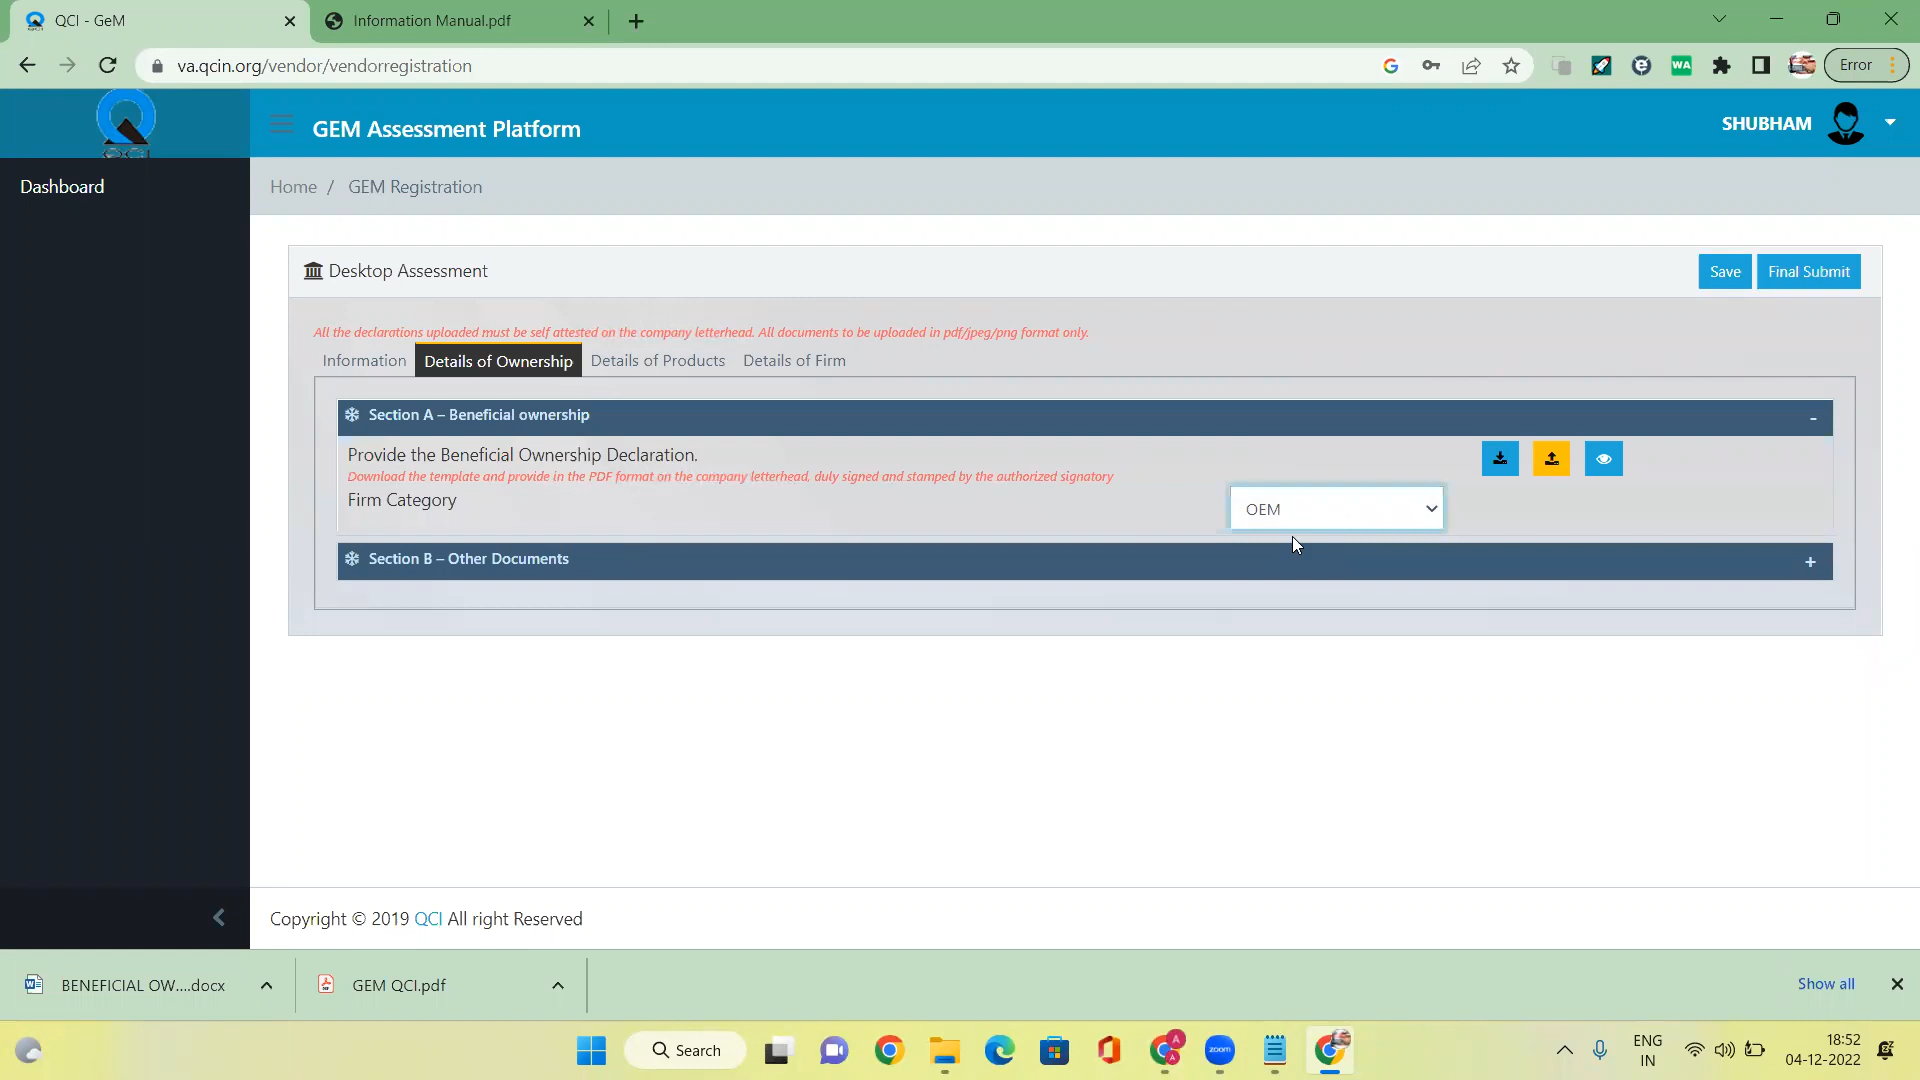 QCI - GeM
Information Manual.pdf
va.qcin.org/vendor/vendorregistration
WA
Error
GEM Assessment Platform
SHUBHAM
Dashboard
Home / GEM Registration
Desktop Assessment
Save
Final Submit
All the declarations uploaded must be self attested on the company letterhead. All documents to be uploaded in pdf/jpeg/png format only.
Information
Details of Ownership
Details of Products
Details of Firm
Section A – Beneficial ownership
-
Provide the Beneficial Ownership Declaration.
Download the template and provide in the PDF format on the company letterhead, duly signed and stamped by the authorized signatory
Firm Category
OEM
Section B – Other Documents
+
Copyright © 2019 QCI All right Reserved
BENEFICIAL OW....docx
GEM QCI.pdf
Show all
Search
zoom
ENG
IN
18:52
04-12-2022